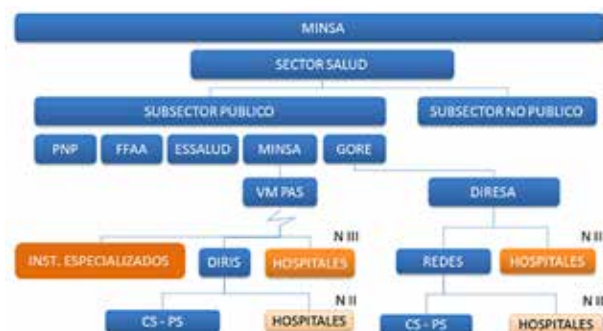 MINSA
SECTOR SALUD
SUBSECTOR PUBLICO
SUBSECTOR NO PUBLICO
PNP
FFAA
ESSALUD
MINSA
GORE
VM PAS
DIRESA
N III
N III
INST. ESPECIALIZADOS
DIRIS
HOSPITALES
REDES
HOSPITALES
N II
N II
CS - PS
HOSPITALES
CS - PS
HOSPITALES